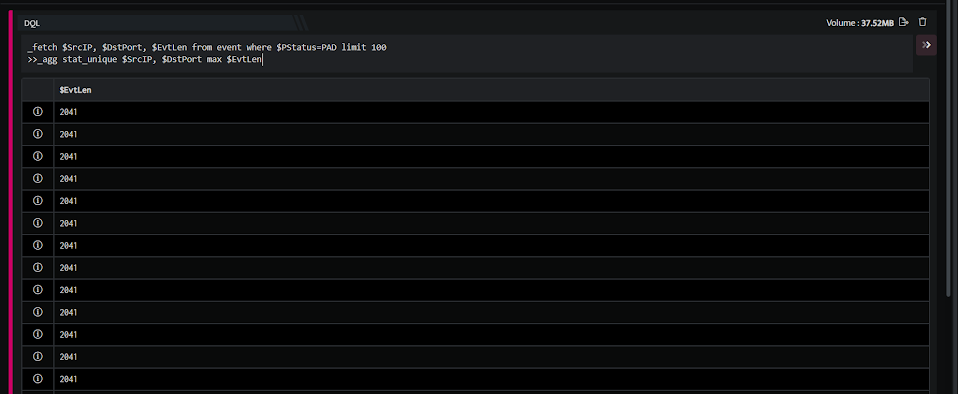 DQL
Volume : 37.52MB
_fetch $SrcIP, $DstPort, $EvtLen from event where $PStatus=PAD limit 100
>>_agg stat_unique $SrcIP, $DstPort max $EvtLen
$EvtLen
2041
2041
2041
2041
2041
2041
2041
2041
2041
2041
2041
2041
2041